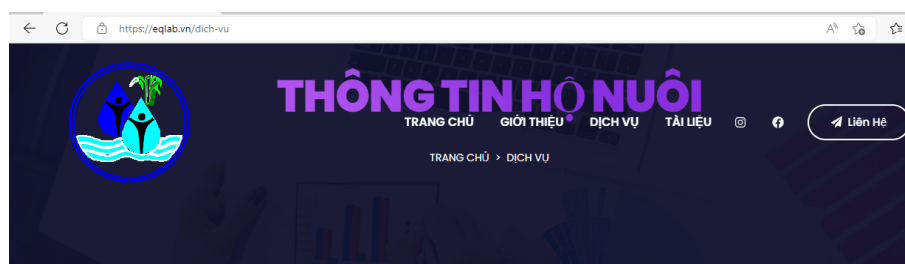 https://eqlab.vn/dich-vu
THÔNG TIN HỘ NUÔI
TRANG CHỦ GIỚI THIỆU DỊCH VỤ TÀI LIỆU Liên Hệ
TRANG CHỦ > DỊCH VỤ